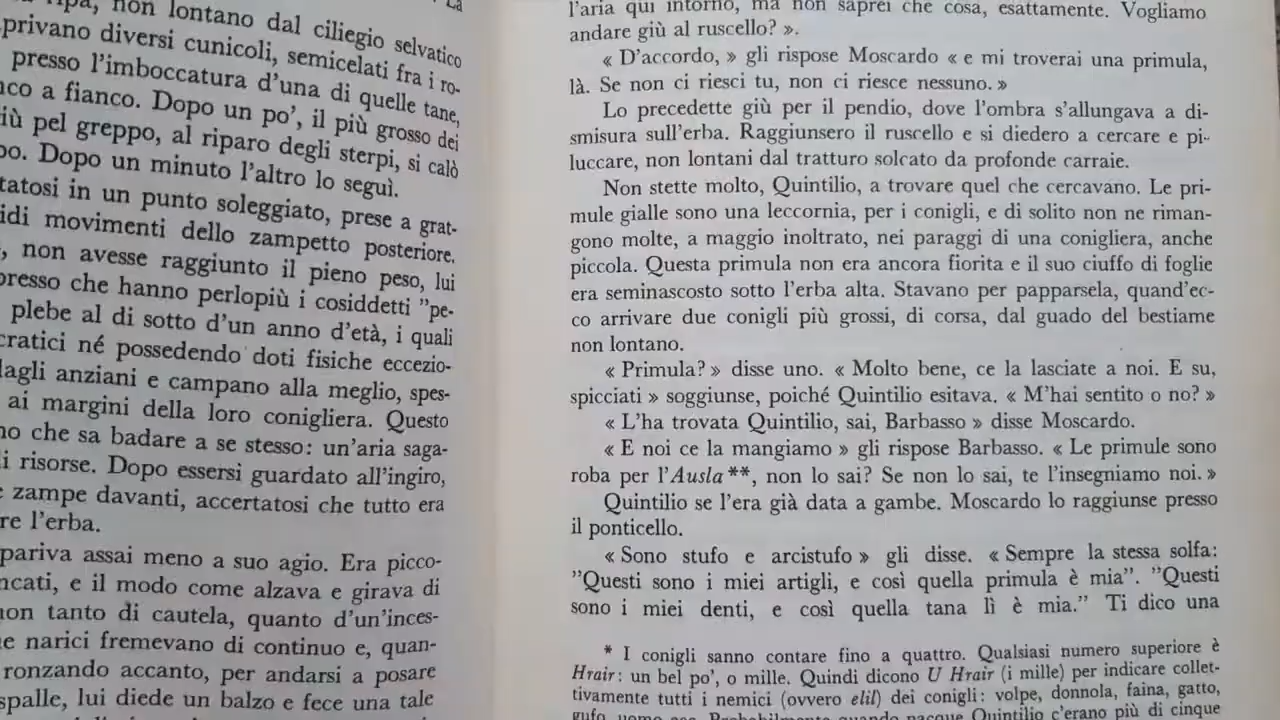 La
ripa, non lontano dal ciliegio selvatico
privano diversi cunicoli, semicelati fra i ro-
presso l'imboccatura d'una di quelle tane,
nco a fianco. Dopo un po', il più grosso dei
iù pel greppo, al riparo degli sterpi, si calò
po. Dopo un minuto l'altro lo seguì.
tatosi in un punto soleggiato, prese a grat-
idi movimenti dello zampetto posteriore.
, non avesse raggiunto il pieno peso, lui
presso che hanno perlopiù i cosiddetti "pe-
plebe al di sotto d'un anno d'età, i quali
cratici né possedendo doti fisiche eccezio-
dagli anziani e campano alla meglio, spes-
ai margini della loro conigliera. Questo
no che sa badare a se stesso: un'aria saga-
i risorse. Dopo essersi guardato all'ingiro,
e zampe davanti, accertatosi che tutto era
re l'erba.
pariva assai meno a suo agio. Era picco-
ncati, e il modo come alzava e girava di
non tanto di cautela, quanto d'un'inces-
e narici fremevano di continuo e, quan-
ronzando accanto, per andarsi a posare
spalle, lui diede un balzo e fece una tale
l'aria qui intorno, ma non saprei che cosa, esattamente. Vogliamo
andare giù al ruscello? ».
« D'accordo, » gli rispose Moscardo « e mi troverai una primula,
là. Se non ci riesci tu, non ci riesce nessuno. »
Lo precedette giù per il pendio, dove l'ombra s'allungava a di-
smisura sull'erba. Raggiunsero il ruscello e si diedero a cercare e pi-
luccare, non lontani dal tratturo solcato da profonde carraie.
Non stette molto, Quintilio, a trovare quel che cercavano. Le pri-
mule gialle sono una leccornia, per i conigli, e di solito non ne riman-
gono molte, a maggio inoltrato, nei paraggi di una conigliera, anche
piccola. Questa primula non era ancora fiorita e il suo ciuffo di foglie
era seminascosto sotto l'erba alta. Stavano per papparsela, quand'ec-
co arrivare due conigli più grossi, di corsa, dal guado del bestiame
non lontano.
« Primula? » disse uno. « Molto bene, ce la lasciate a noi. E su,
spicciati » soggiunse, poiché Quintilio esitava. « M'hai sentito o no? »
« L'ha trovata Quintilio, sai, Barbasso » disse Moscardo.
« E noi ce la mangiamo » gli rispose Barbasso. « Le primule sono
roba per l'Ausla **, non lo sai? Se non lo sai, te l'insegniamo noi. »
Quintilio se l'era già data a gambe. Moscardo lo raggiunse presso
il ponticello.
« Sono stufo e arcistufo » gli disse. « Sempre la stessa solfa:
"Questi sono i miei artigli, e così quella primula è mia". "Questi
sono i miei denti, e così quella tana lì è mia." Ti dico una
* I conigli sanno contare fino a quattro. Qualsiasi numero superiore è
Hrair: un bel po', o mille. Quindi dicono U Hrair (i mille) per indicare collet-
tivamente tutti i nemici (ovvero elil) dei conigli: volpe, donnola, faina, gatto,
gufo, uomo, ecc. Probabilmente quando nacque Quintilio c'erano più di cinque